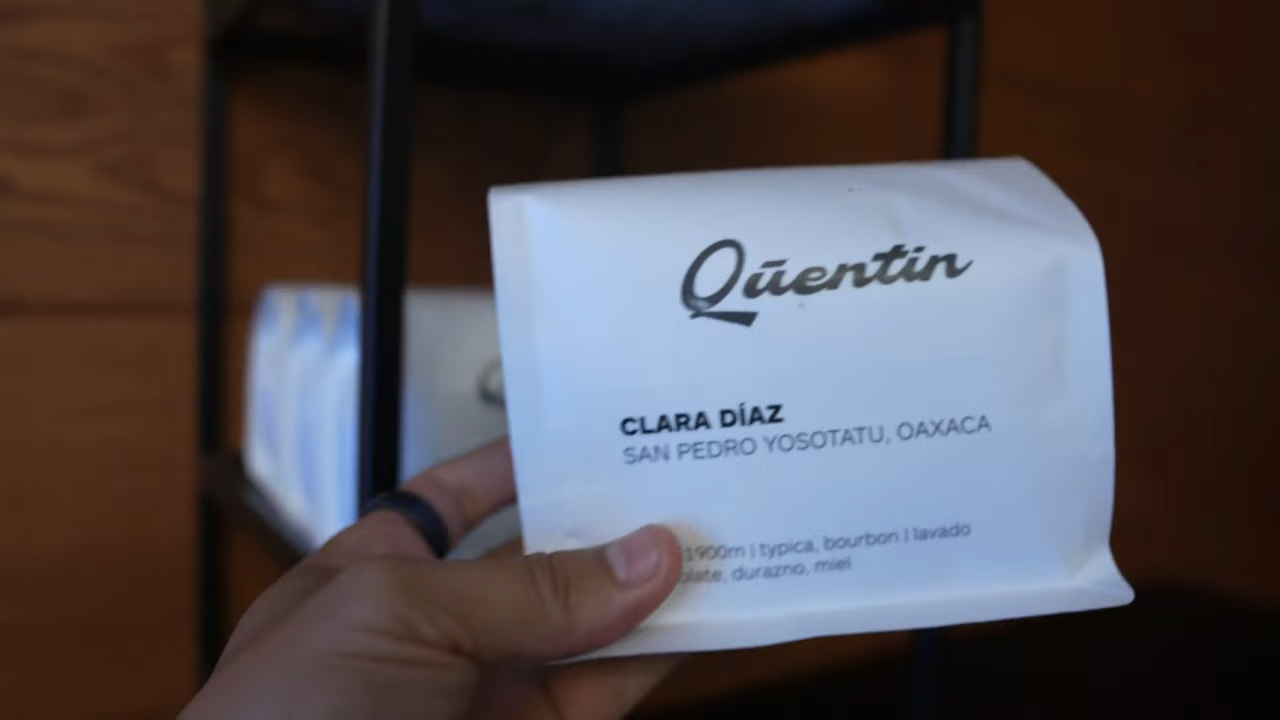 Qūentin
CLARA DÍAZ
SAN PEDRO YOSOTATU, OAXACA
1900m | typica, bourbon | lavado
durazno, miel